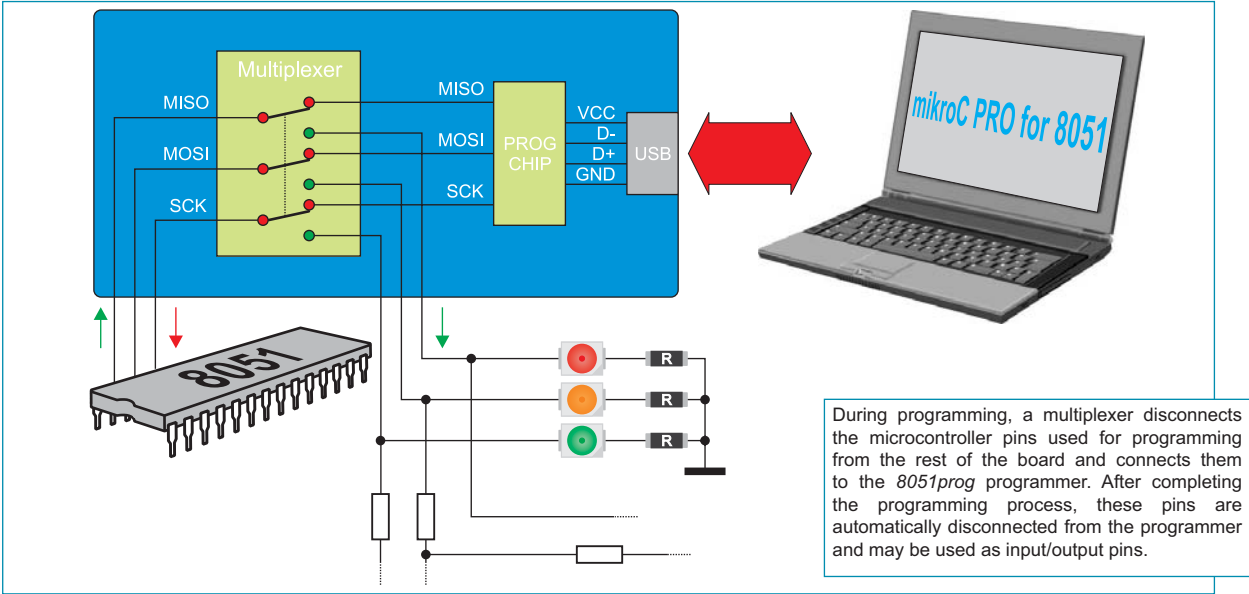 Multiplexer
MISO
MOSI
SCK
MISO
MOSI
SCK
PROG
CHIP
VCC
D-
D+
GND
USB
mikroC PRO for 8051
8051
R
R
R
During programming, a multiplexer disconnects
the microcontroller pins used for programming
from the rest of the board and connects them
to the 8051prog programmer. After completing
the programming process, these pins are
automatically disconnected from the programmer
and may be used as input/output pins.